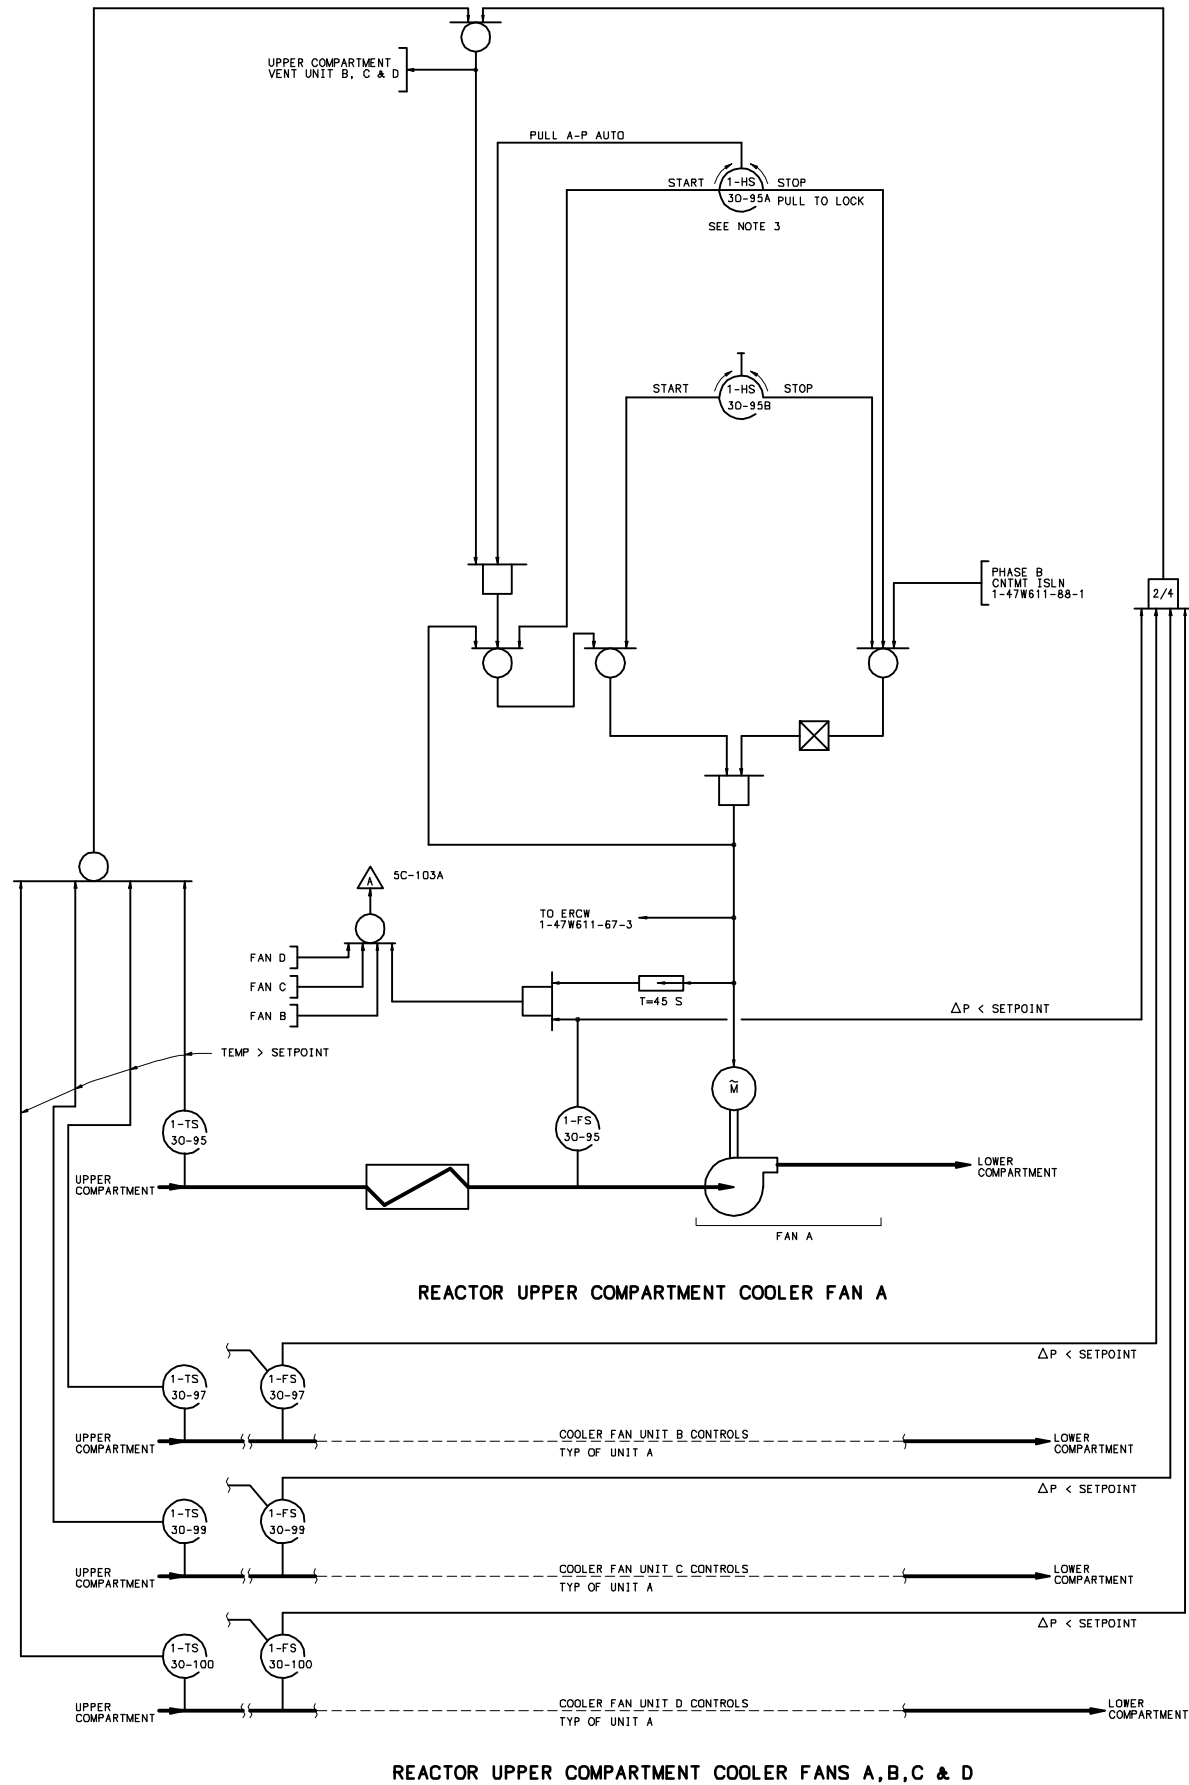 UPPER COMPARTMENT
VENT UNIT B, C & D
PULL A-P AUTO
START
1-HS
30-95A
STOP
PULL TO LOCK
SEE NOTE 3
START
1-HS
30-95B
STOP
PHASE B
CNTMT ISLN
1-47W611-88-1
2/4
A
5C-103A
TO ERCW
1-47W611-67-3
FAN D
FAN C
FAN B
T=45 S
ΔP < SETPOINT
TEMP > SETPOINT
M̃
1-TS
30-95
1-FS
30-95
UPPER
COMPARTMENT
LOWER
COMPARTMENT
FAN A
REACTOR UPPER COMPARTMENT COOLER FAN A
ΔP < SETPOINT
1-TS
30-97
1-FS
30-97
UPPER
COMPARTMENT
COOLER FAN UNIT B CONTROLS
TYP OF UNIT A
LOWER
COMPARTMENT
ΔP < SETPOINT
1-TS
30-99
1-FS
30-99
UPPER
COMPARTMENT
COOLER FAN UNIT C CONTROLS
TYP OF UNIT A
LOWER
COMPARTMENT
ΔP < SETPOINT
1-TS
30-100
1-FS
30-100
UPPER
COMPARTMENT
COOLER FAN UNIT D CONTROLS
TYP OF UNIT A
LOWER
COMPARTMENT
REACTOR UPPER COMPARTMENT COOLER FANS A,B,C & D